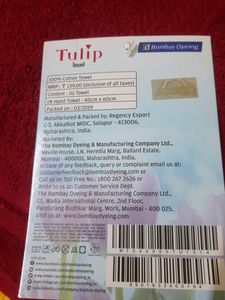 Tulip
Towel
Bombay Dyeing
100% Cotton Towel
MRP : ₹ 139.00 (Inclusive of all taxes)
Content : 01 Towel
IN Hand Towel : 40cm x 60cm
Packed on : 03/2019
Manufactured & Packed by: Regency Export
C-3, Akkalkot MIDC, Solapur - 413006,
Maharashtra, India.
Marketed By:
The Bombay Dyeing & Manufacturing Company Ltd.,
Neville House, J.N. Heredia Marg, Ballard Estate,
Mumbai - 400001, Maharashtra, India.
In case of any feedback, query or complaint email us at:
customerfeedback@bombaydyeing.com or
Call us on Toll Free No.: 1800 267 2626 or
Write to us at: Customer Service Dept.
The Bombay Dyeing & Manufacturing Company Ltd.,
C1, Wadia International Centre, 2nd Floor,
Pandurang Budhkar Marg, Worli, Mumbai - 400 025.
Visit us at: www.bombaydyeing.com